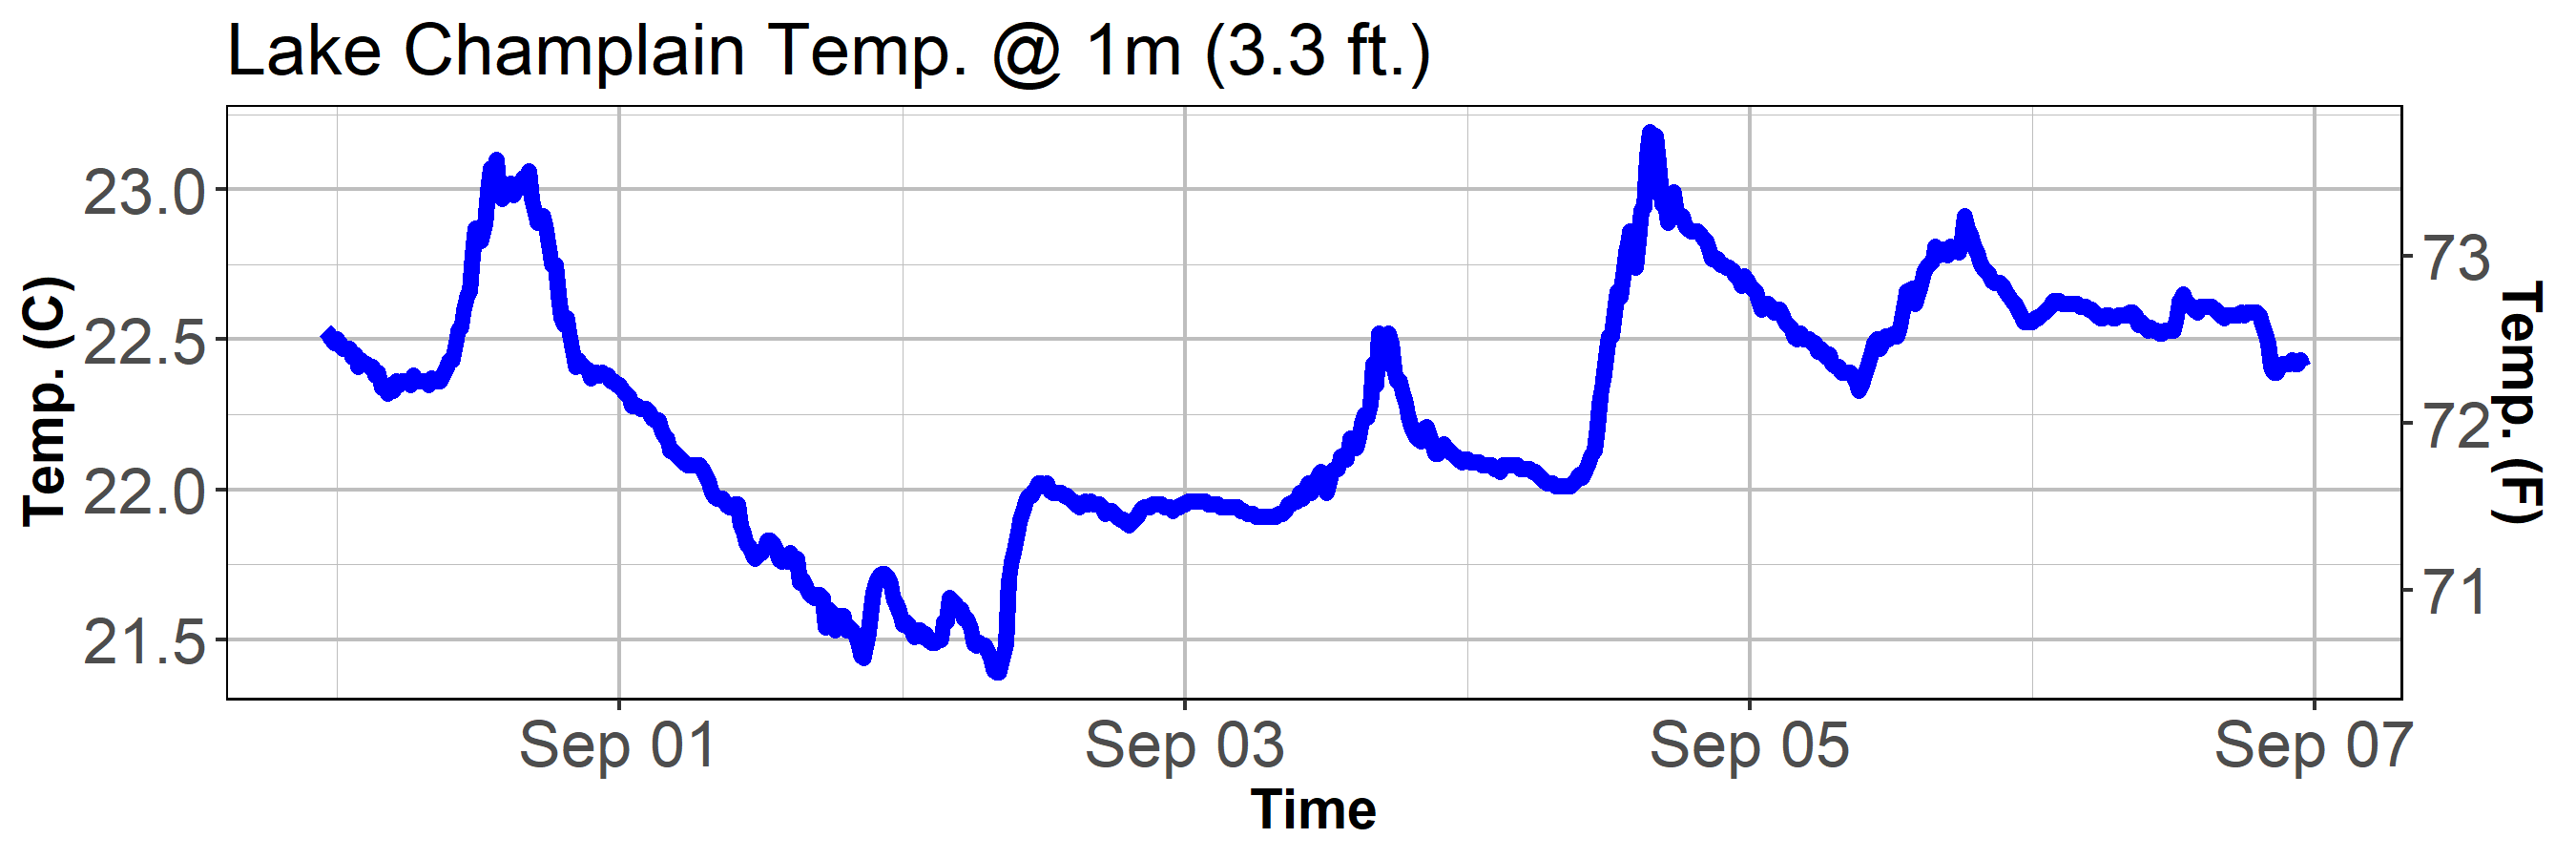 Lake Champlain Temp. @ 1m (3.3 ft.)
Temp. (C)
23.0
22.5
22.0
21.5
73
72
71
Temp. (F)
Sep 01 Sep 03 Sep 05 Sep 07
Time